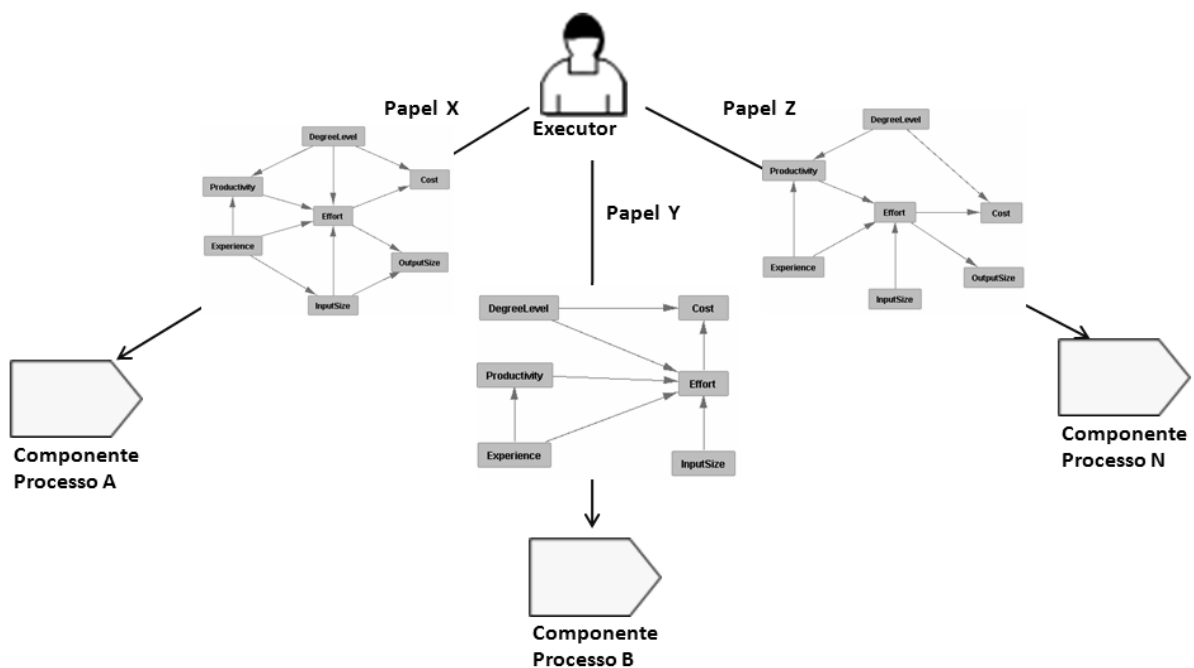 Papel X
Executor
Papel Z
DegreeLevel
Productivity
Cost
Effort
Experience
OutputSize
InputSize
Papel Y
DegreeLevel
Cost
Productivity
Effort
Experience
InputSize
DegreeLevel
Productivity
Effort
Cost
Experience
OutputSize
InputSize
Componente
Processo A
Componente
Processo B
Componente
Processo N